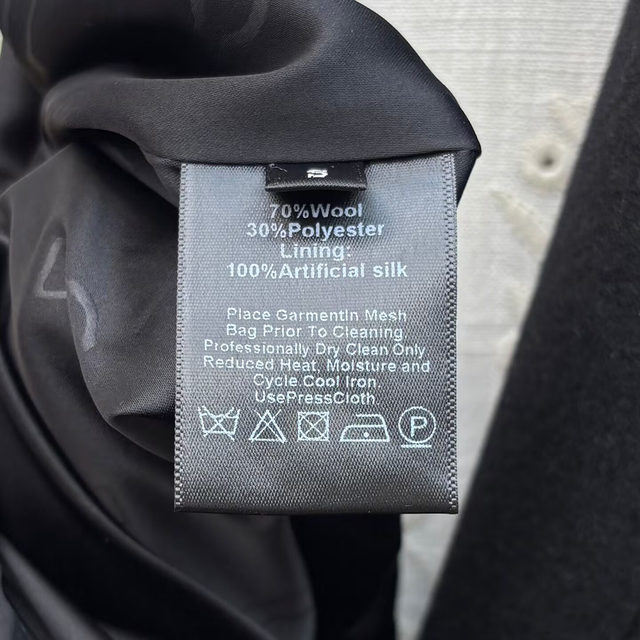 S
70%Wool
30%Polyester
Lining:
100%Artificial silk
Place GarmentIn Mesh
Bag Prior To Cleaning
Professionally Dry Clean Only
Reduced Heat, Moisture and
Cycle Cool Iron.
UsePressCloth
P